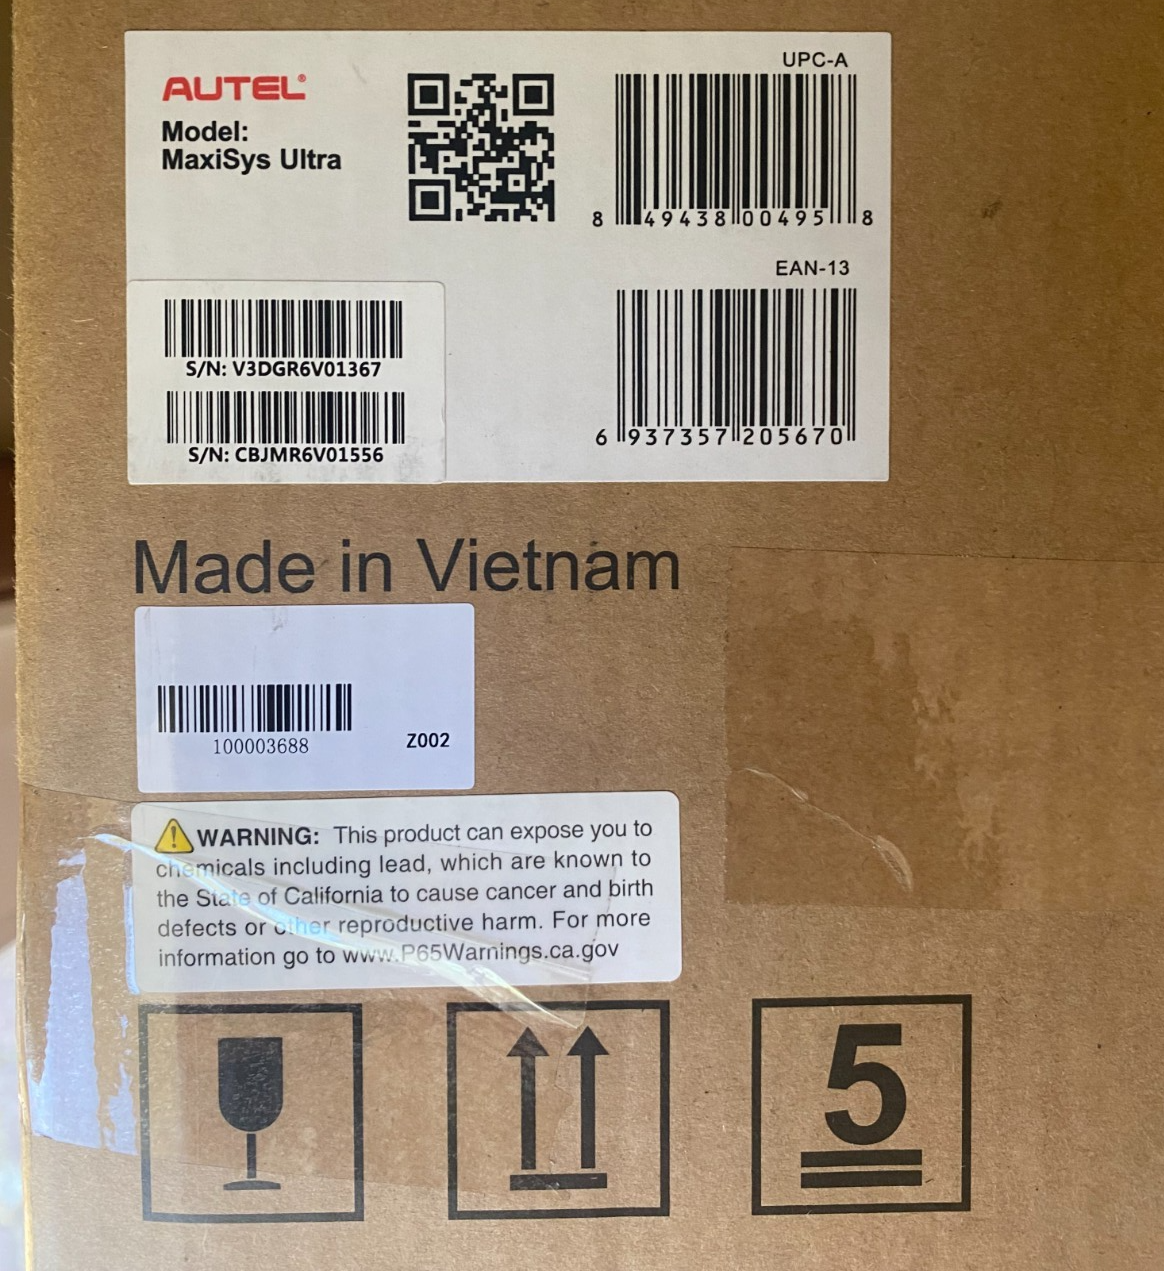 AUTEL®
Model:
MaxiSys Ultra
UPC-A
8 49438 00495 8
EAN-13
6 937357 205670
S/N: V3DGR6V01367
S/N: CBJMR6V01556
Made in Vietnam
100003688
Z002
WARNING: This product can expose you to
chemicals including lead, which are known to
the State of California to cause cancer and birth
defects or other reproductive harm. For more
information go to www.P65Warnings.ca.gov
5